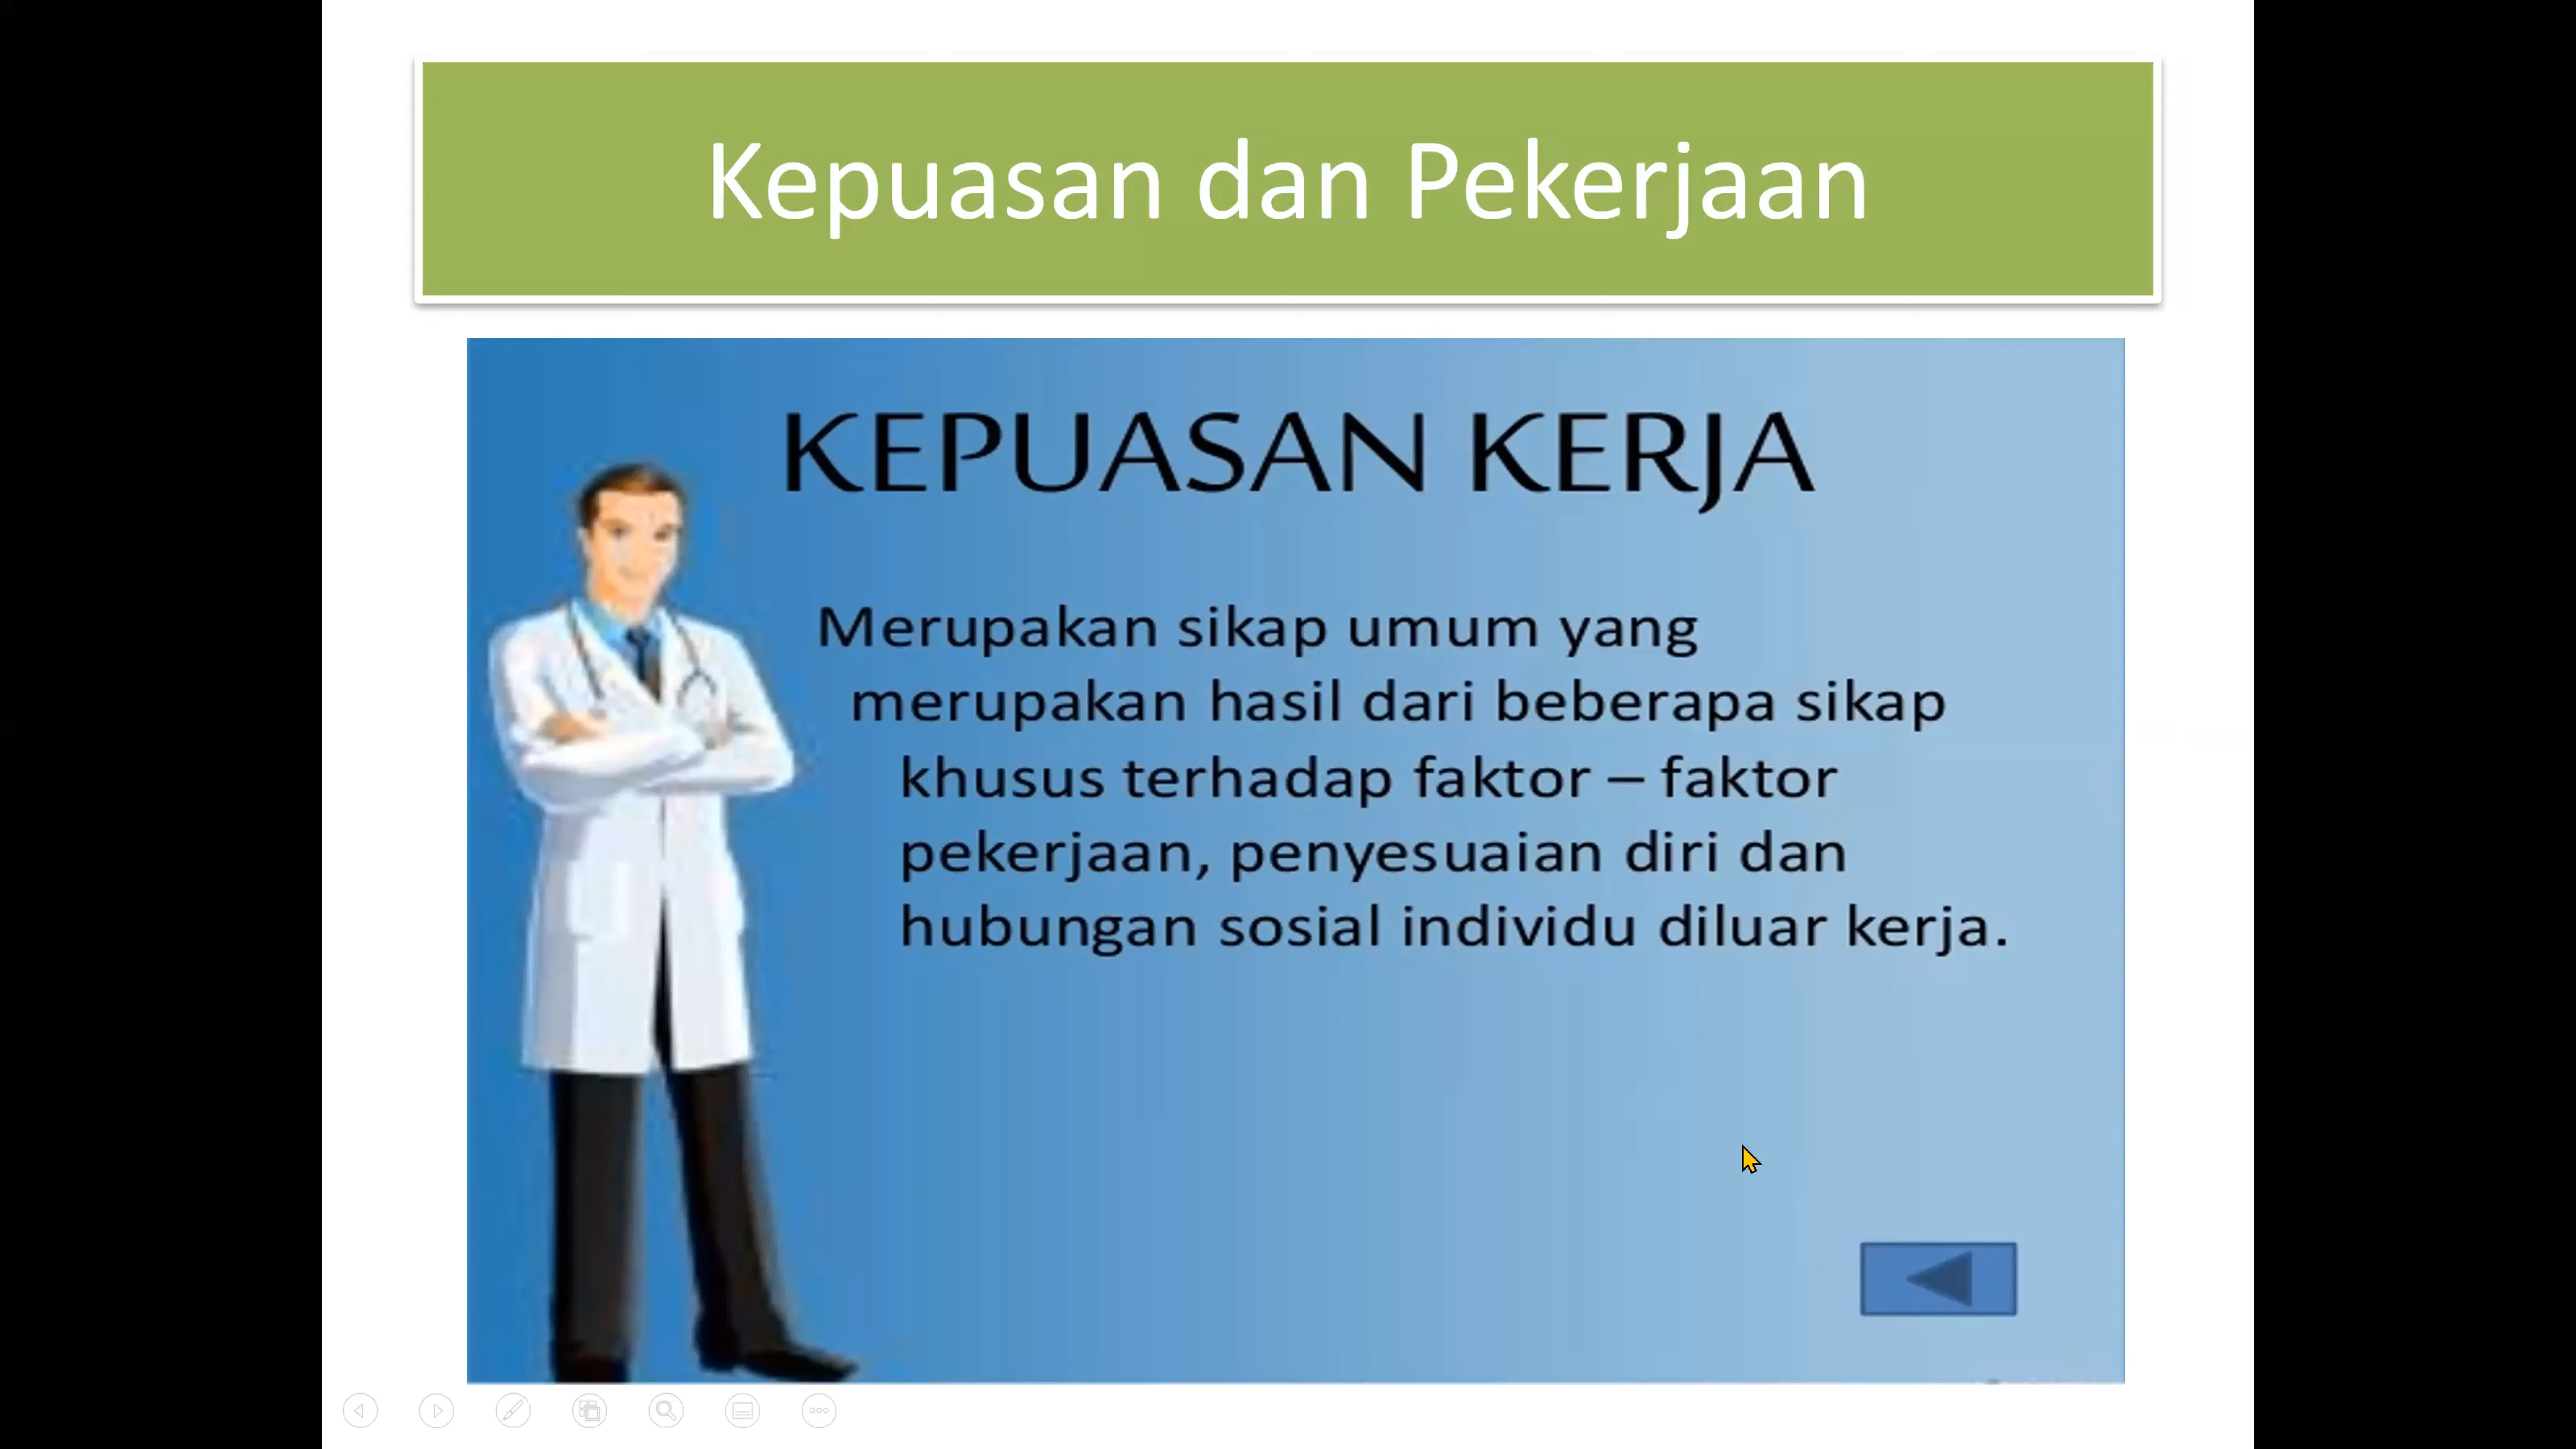 Kepuasan dan Pekerjaan
KEPUASAN KERJA
Merupakan sikap umum yang
merupakan hasil dari beberapa sikap
khusus terhadap faktor – faktor
pekerjaan, penyesuaian diri dan
hubungan sosial individu diluar kerja.